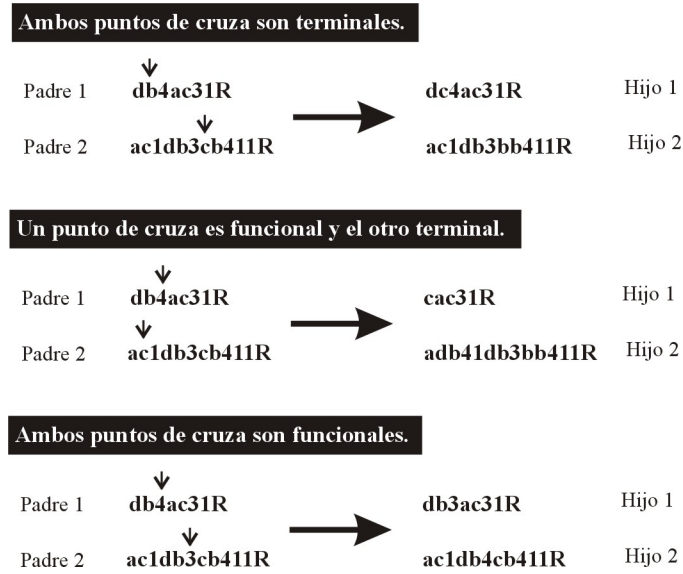 Ambos puntos de cruza son terminales.
Padre 1 db4ac31R dc4ac31R Hijo 1
Padre 2 ac1db3cb411R ac1db3bb411R Hijo 2
Un punto de cruza es funcional y el otro terminal.
Padre 1 db4ac31R cac31R Hijo 1
Padre 2 ac1db3cb411R adb41db3bb411R Hijo 2
Ambos puntos de cruza son funcionales.
Padre 1 db4ac31R db3ac31R Hijo 1
Padre 2 ac1db3cb411R ac1db4cb411R Hijo 2